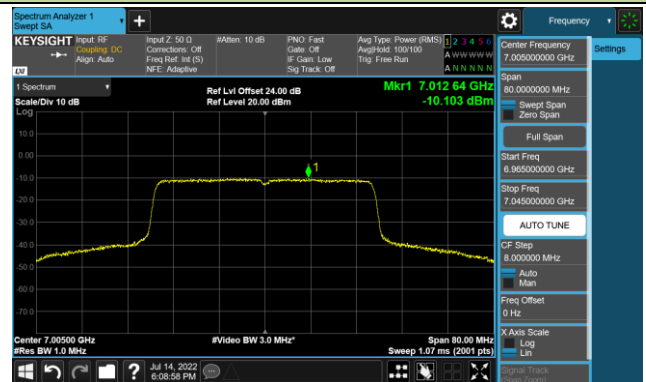 Spectrum Analyzer 1
Swept SA
Frequency
KEYSIGHT
Input: RF
Coupling: DC
Align: Auto
Input Z: 50 Ω
Corrections: Off
Freq Ref: Int (S)
NFE: Adaptive
#Atten: 10 dB
PNO: Fast
Gate: Off
IF Gain: Low
Sig Track: Off
Avg Type: Power (RMS)
Avg|Hold: 100/100
Trig: Free Run
1 2 3 4 5 6
A W W W W W
A N N N N N
LXI
1 Spectrum
Scale/Div 10 dB
Log
Ref Lvl Offset 24.00 dB
Ref Level 20.00 dBm
Mkr1 7.012 64 GHz
-10.103 dBm
10.0
0.00
-10.0
-20.0
-30.0
-40.0
-50.0
-60.0
-70.0
1
Center 7.00500 GHz
#Res BW 1.0 MHz
#Video BW 3.0 MHz*
Span 80.00 MHz
Sweep 1.07 ms (2001 pts)
Jul 14, 2022
6:08:58 PM
Center Frequency
7.005000000 GHz
Settings
Span
80.0000000 MHz
Swept Span
Zero Span
Full Span
Start Freq
6.965000000 GHz
Stop Freq
7.045000000 GHz
AUTO TUNE
CF Step
8.000000 MHz
Auto
Man
Freq Offset
0 Hz
X Axis Scale
Log
Lin
Signal Track
(Span Zoom)